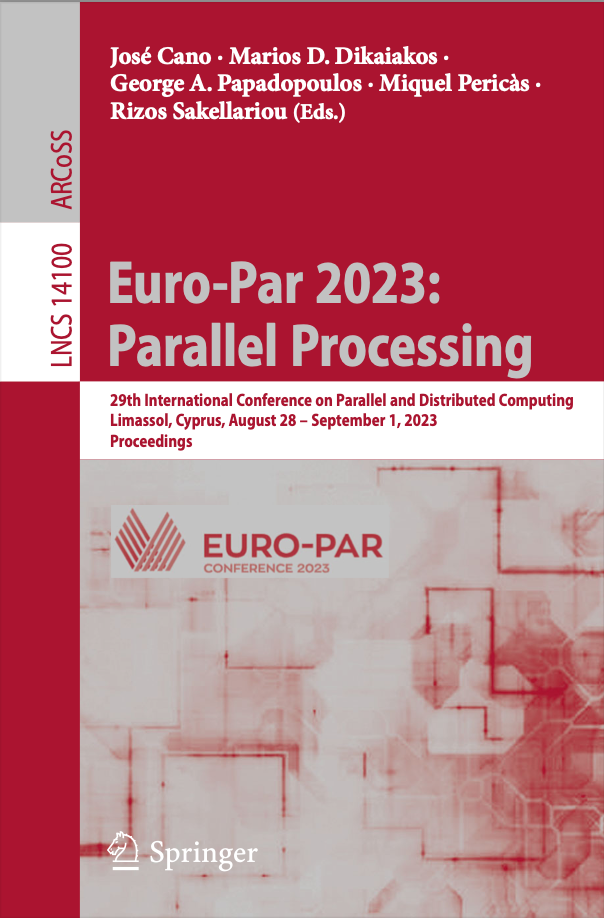 José Cano · Marios D. Dikaiakos ·
George A. Papadopoulos · Miquel Pericàs ·
Rizos Sakellariou (Eds.)
ARCoSS
LNCS 14100
Euro-Par 2023:
Parallel Processing
29th International Conference on Parallel and Distributed Computing
Limassol, Cyprus, August 28 – September 1, 2023
Proceedings
EURO-PAR
CONFERENCE 2023
Springer